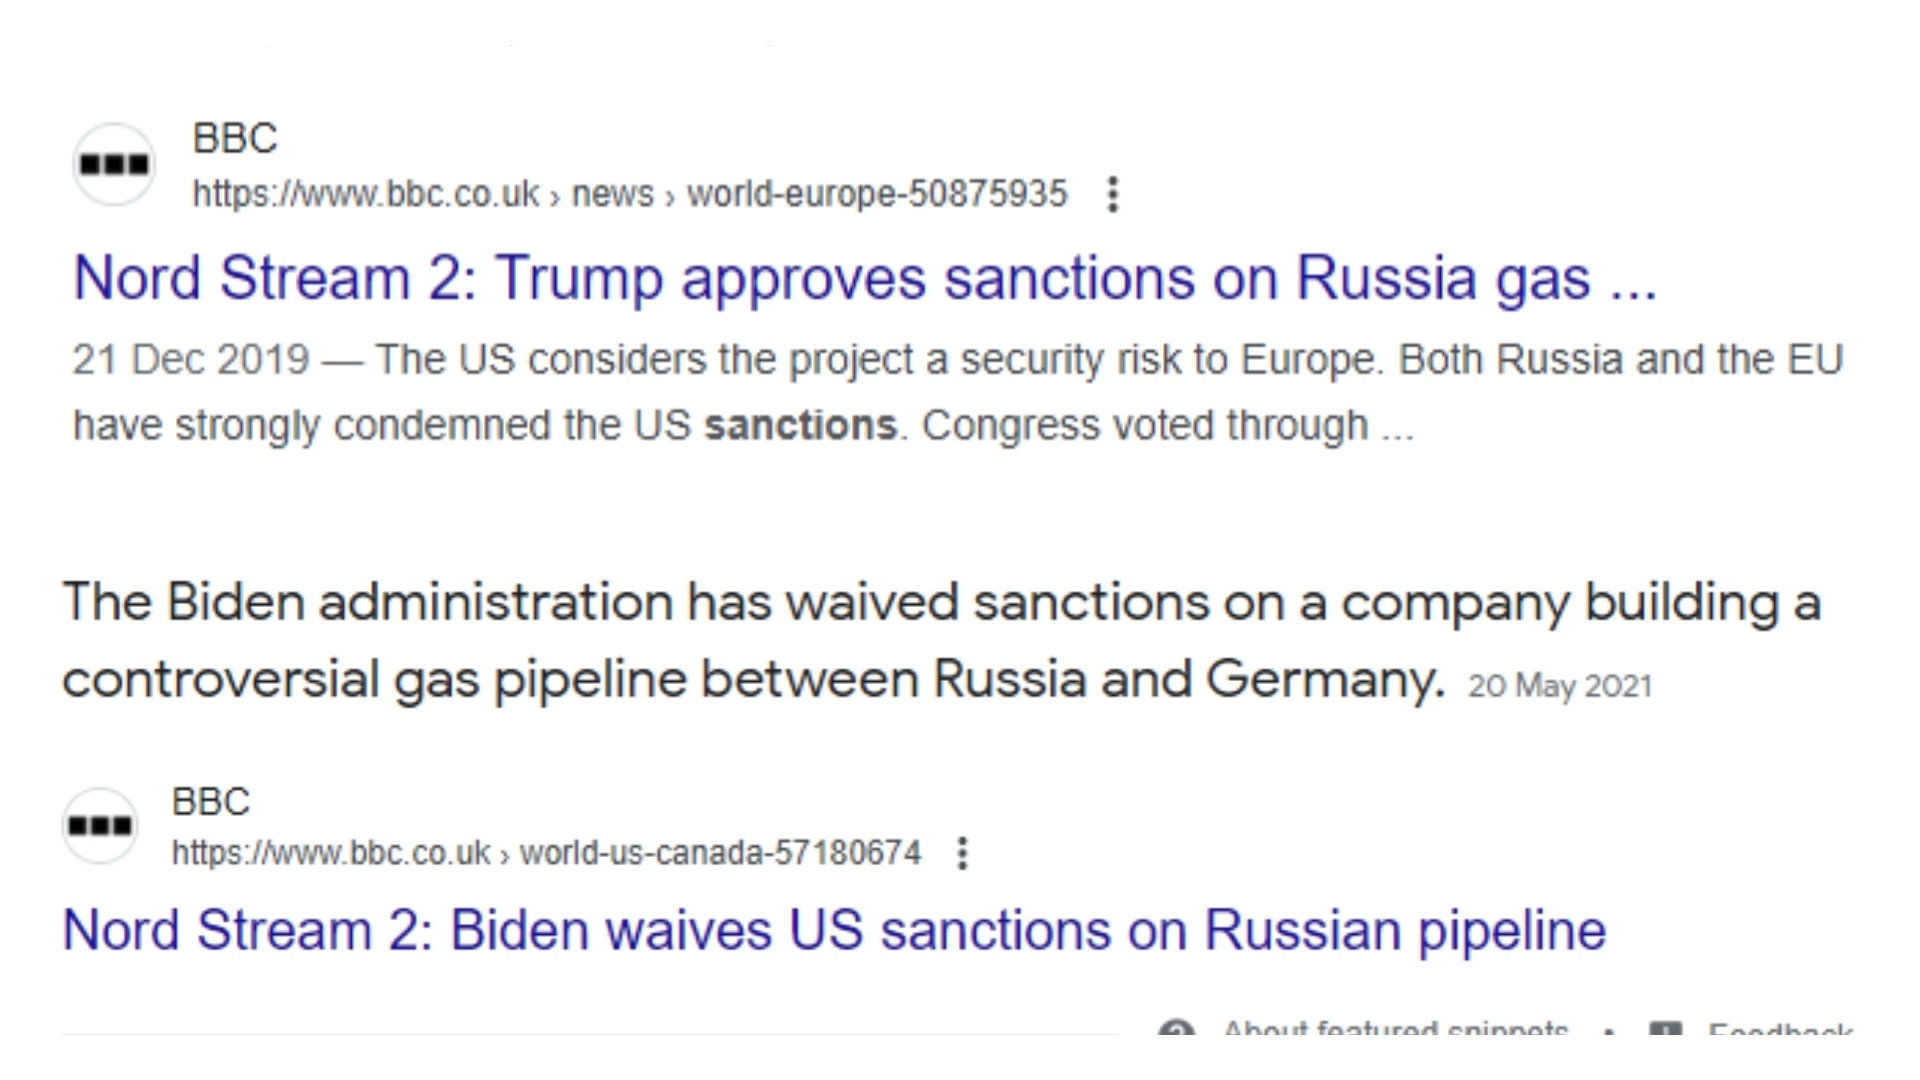 BBC
https://www.bbc.co.uk › news › world-europe-50875935
Nord Stream 2: Trump approves sanctions on Russia gas ...
21 Dec 2019 — The US considers the project a security risk to Europe. Both Russia and the EU
have strongly condemned the US sanctions. Congress voted through ...
The Biden administration has waived sanctions on a company building a
controversial gas pipeline between Russia and Germany. 20 May 2021
BBC
https://www.bbc.co.uk › world-us-canada-57180674
Nord Stream 2: Biden waives US sanctions on Russian pipeline
About featured snippets • Feedback